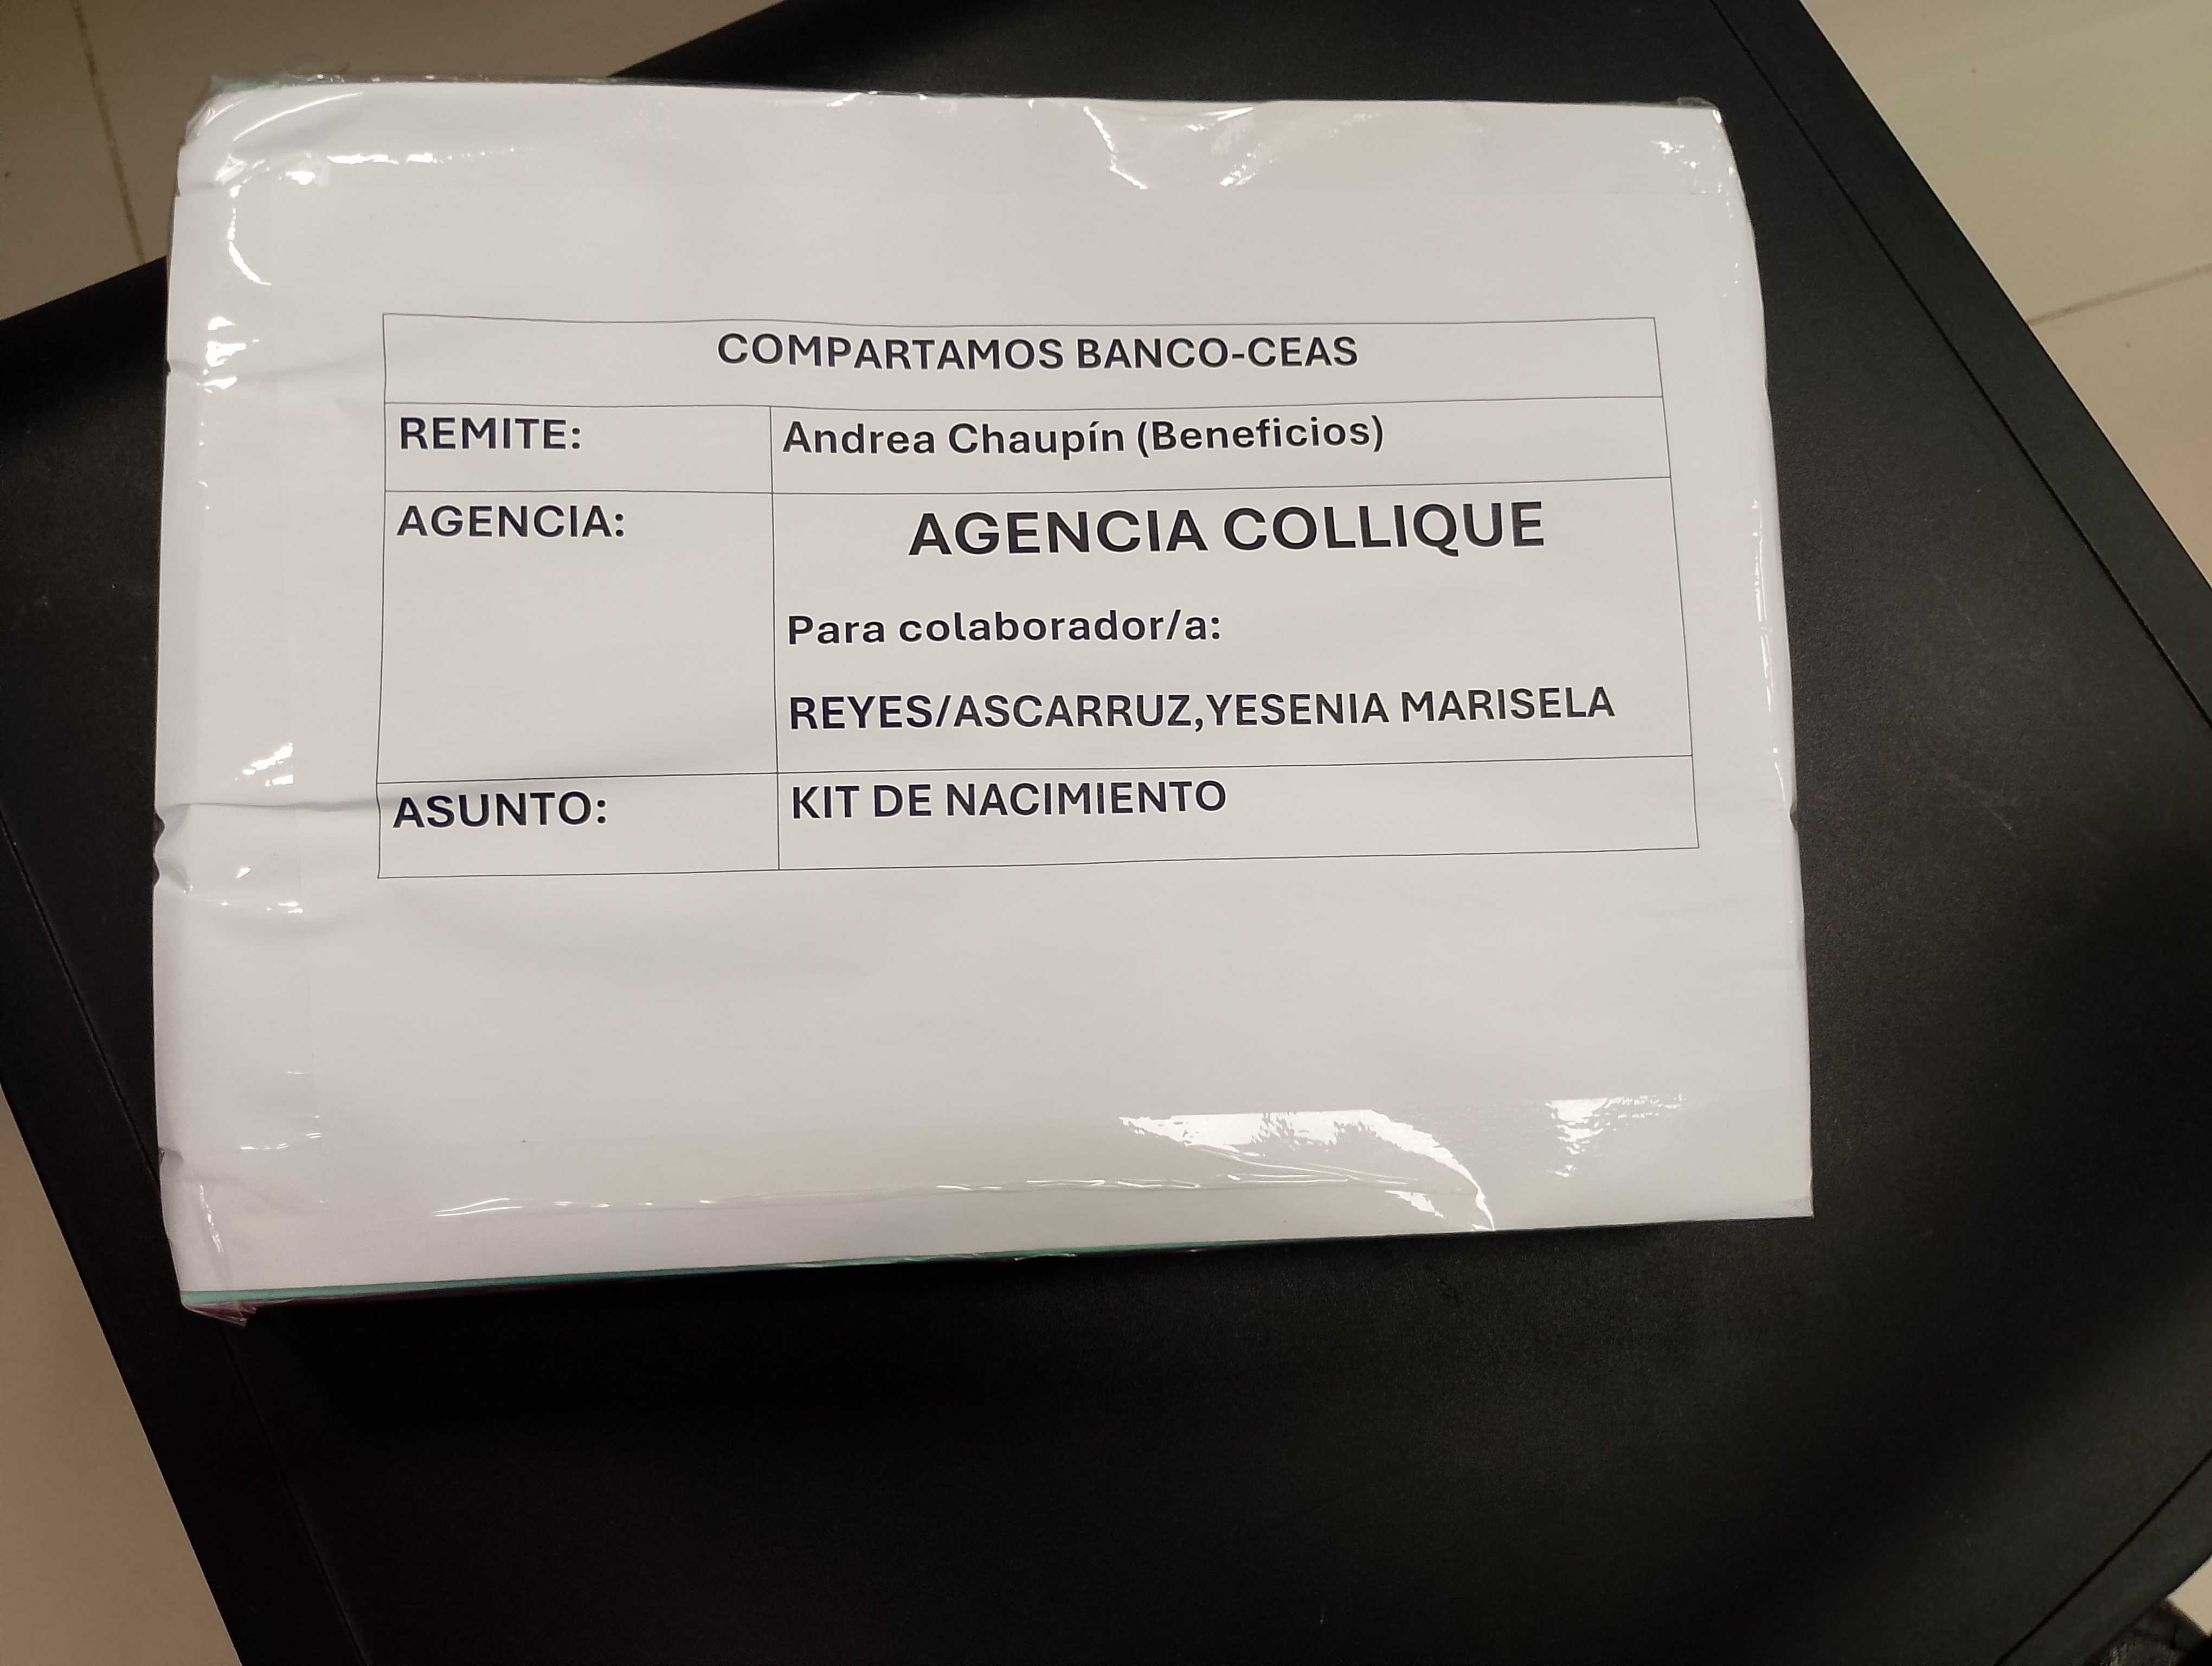 COMPARTAMOS BANCO-CEAS
REMITE: Andrea Chaupín (Beneficios)
AGENCIA: AGENCIA COLLIQUE
Para colaborador/a:
REYES/ASCARRUZ,YESENIA MARISELA
ASUNTO: KIT DE NACIMIENTO